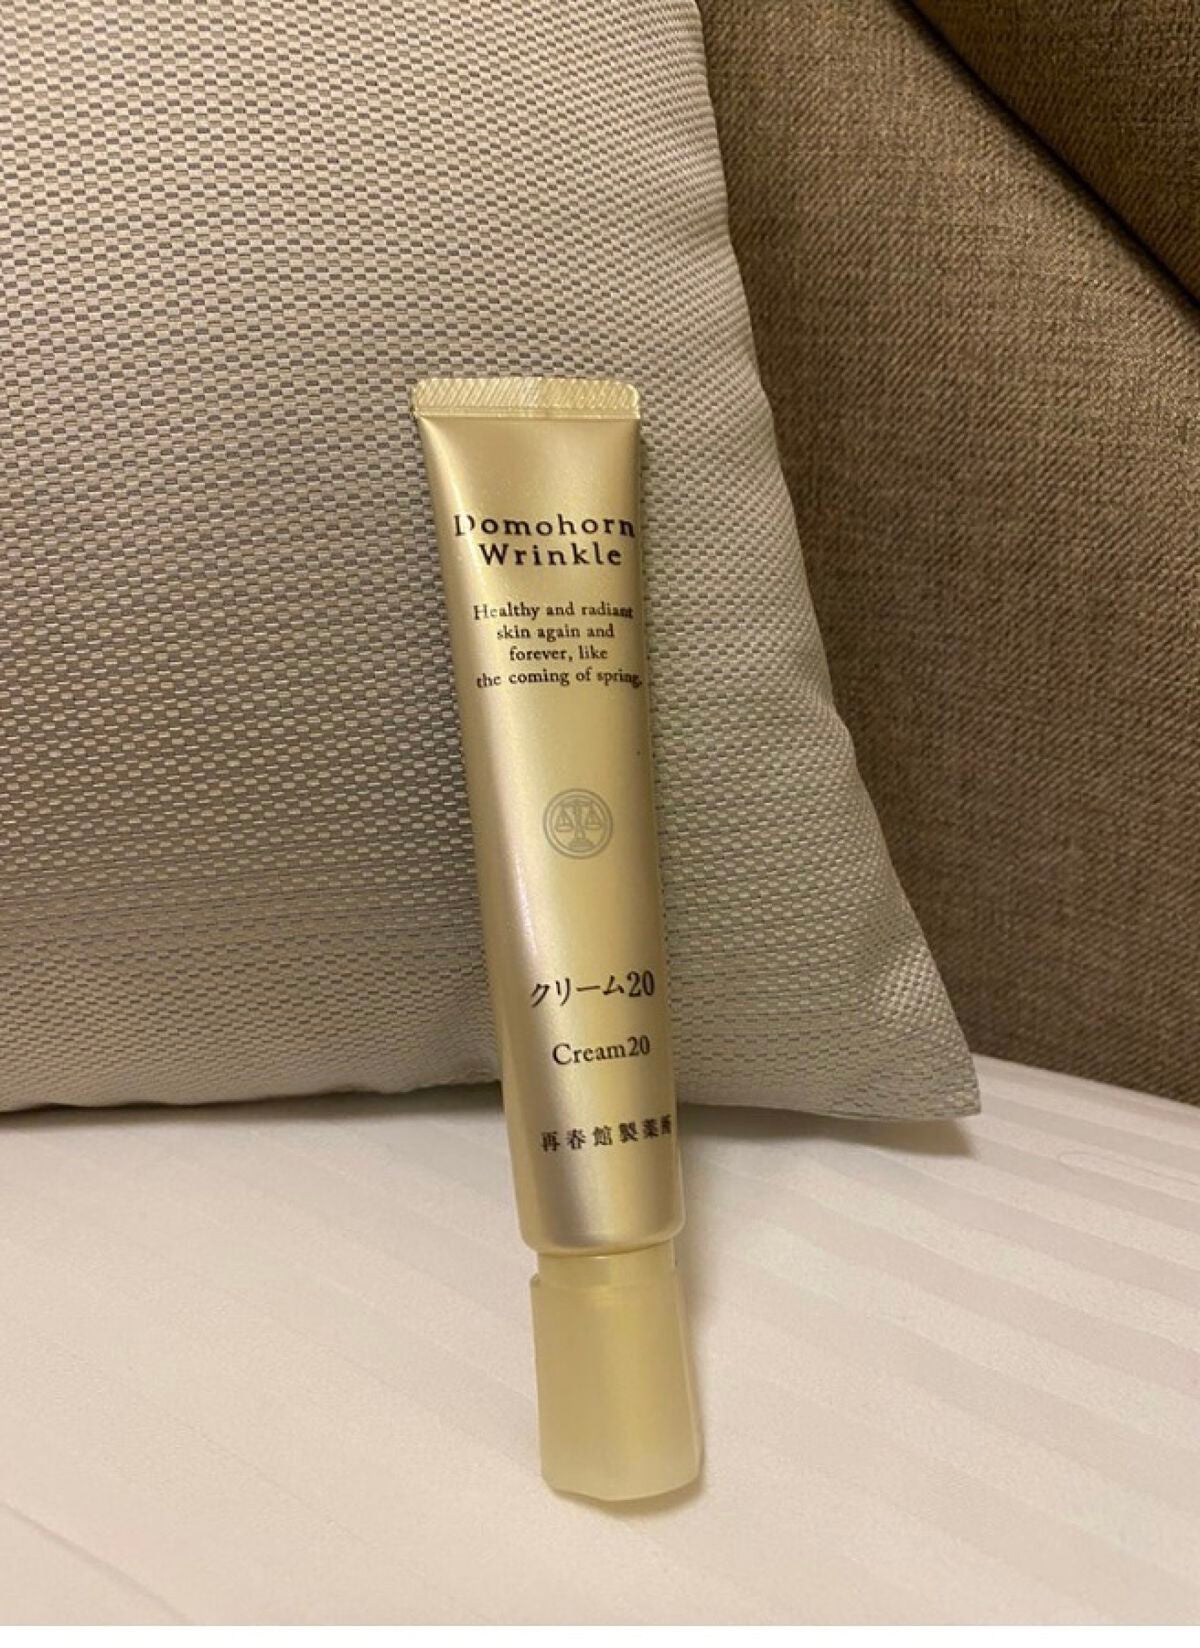 Domohorn
Wrinkle
Healthy and radiant
skin again and
forever, like
the coming of spring.
クリーム20
Cream20
再春館製薬所